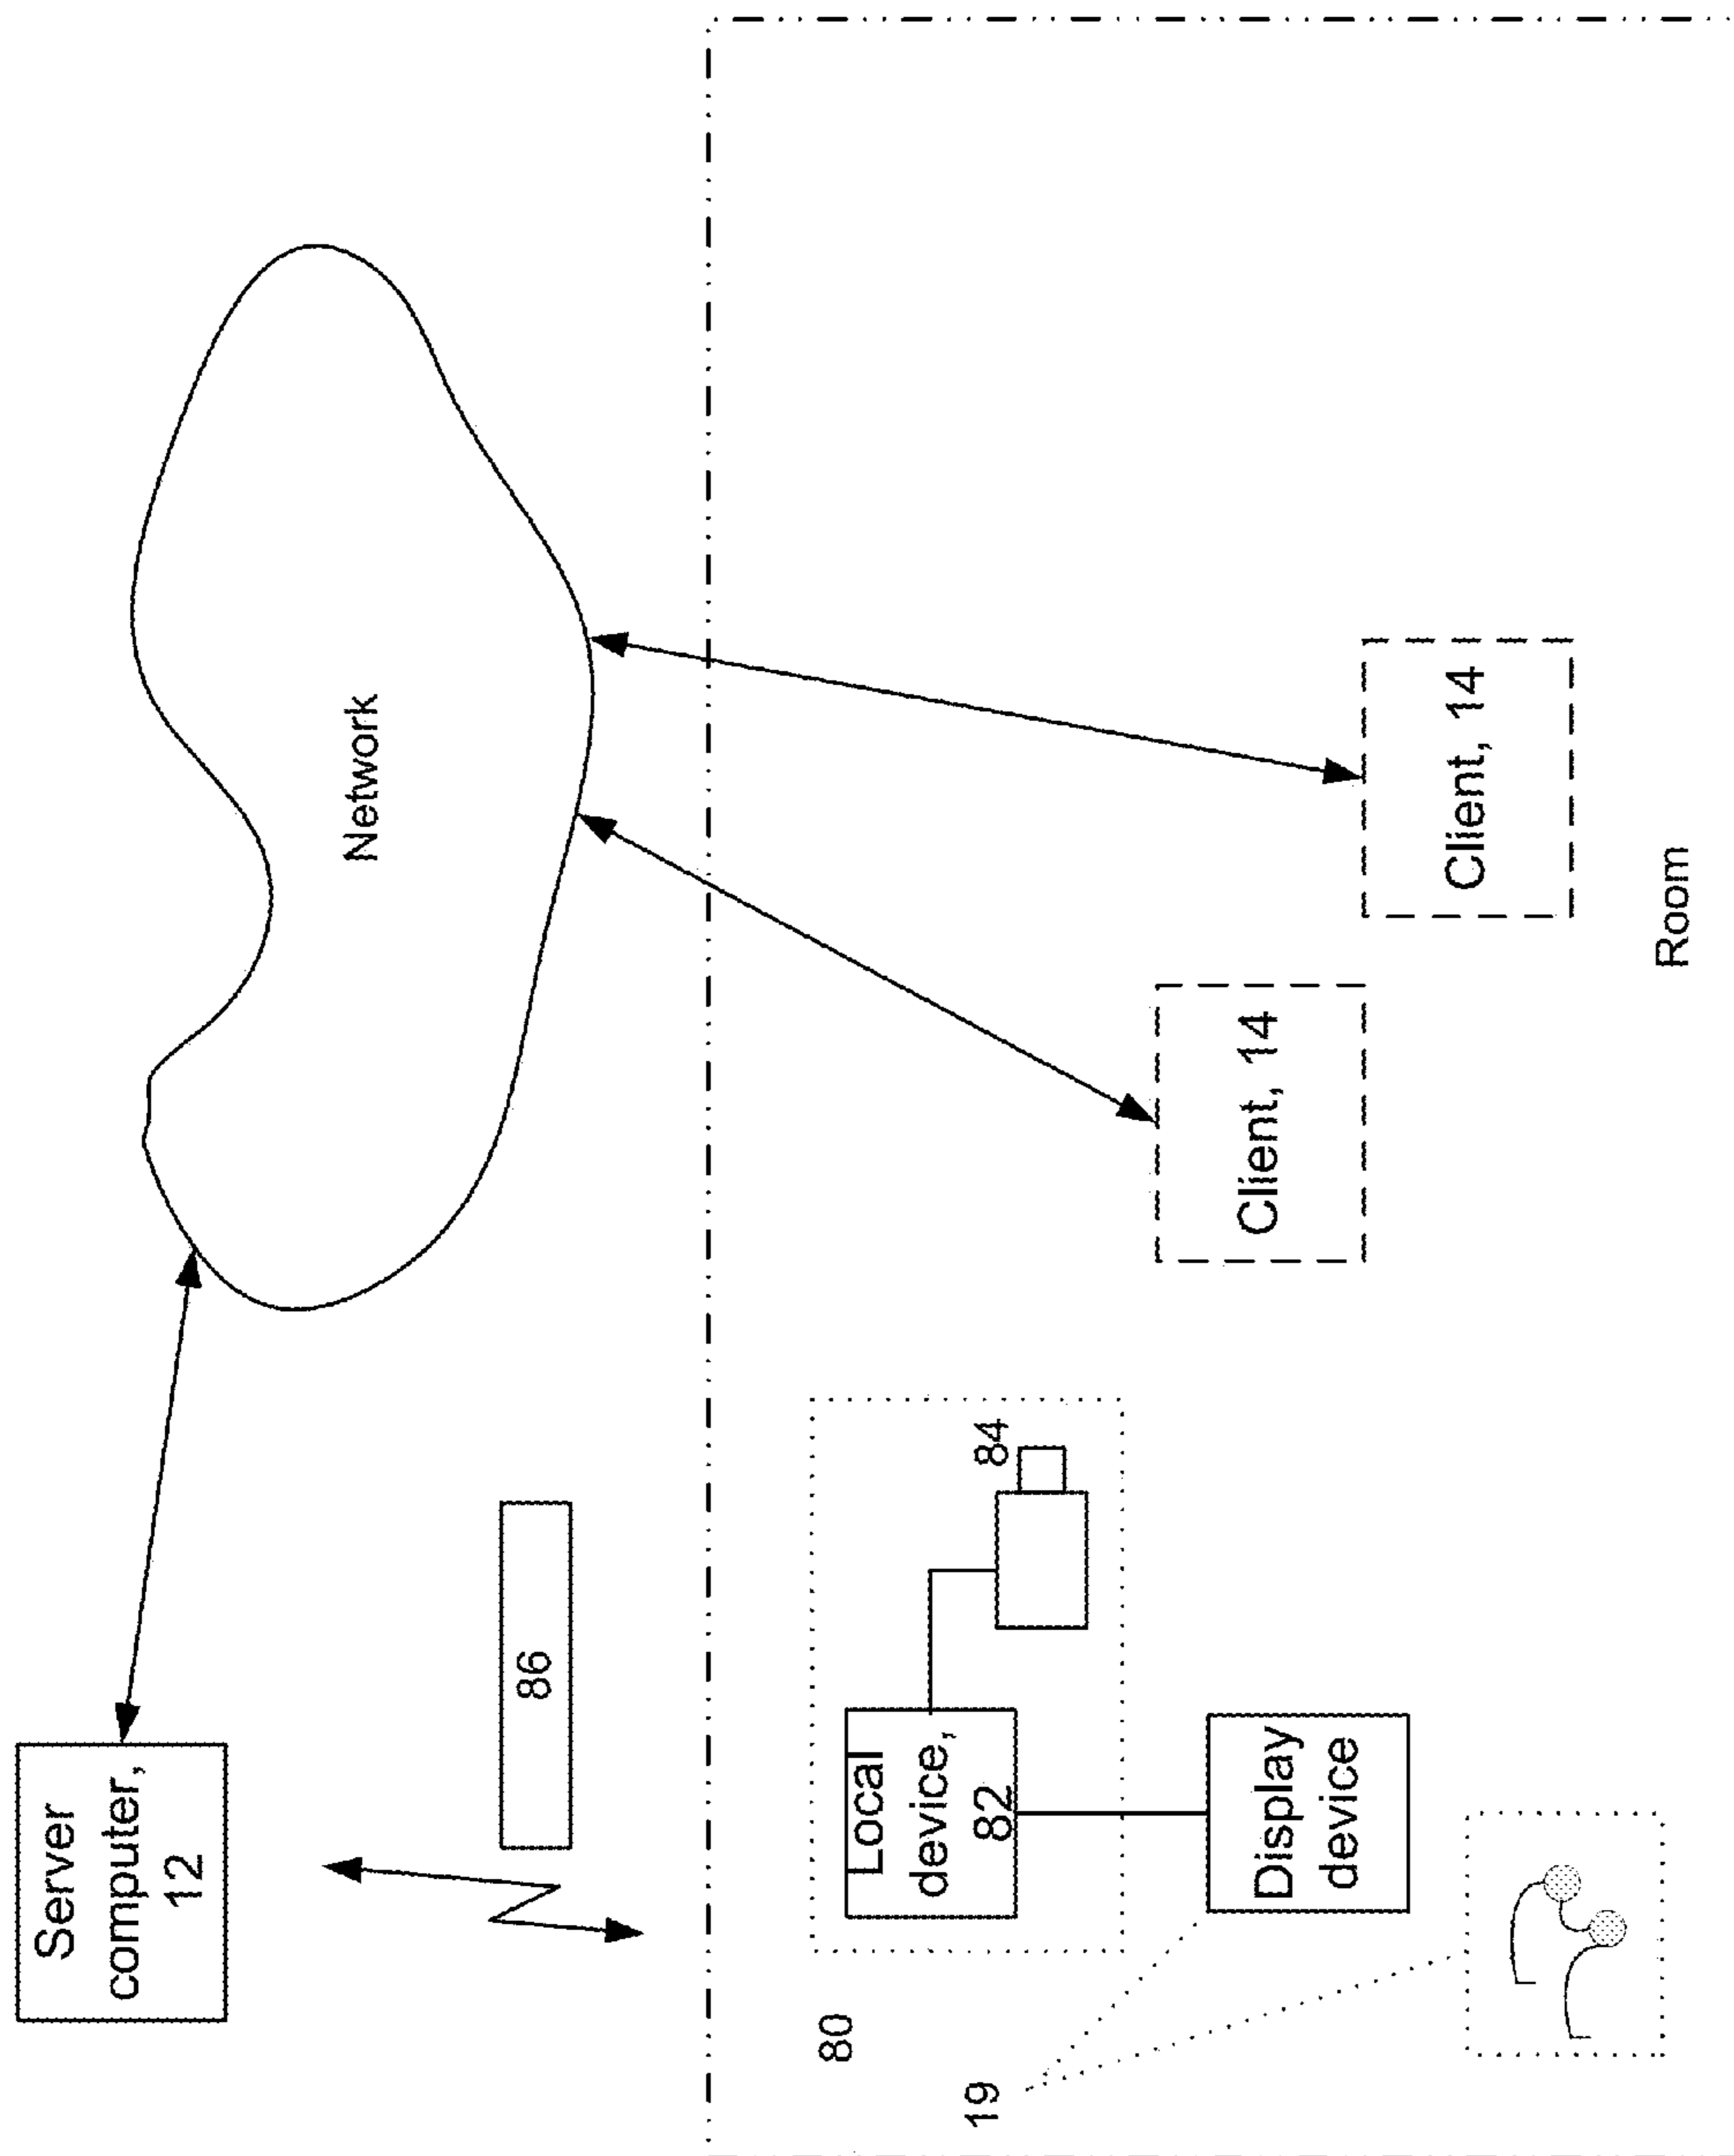 Server
computer,
12
Network
86
80
Local
device,
82
84
19
Display
device
Client, 14
Client, 14
Room